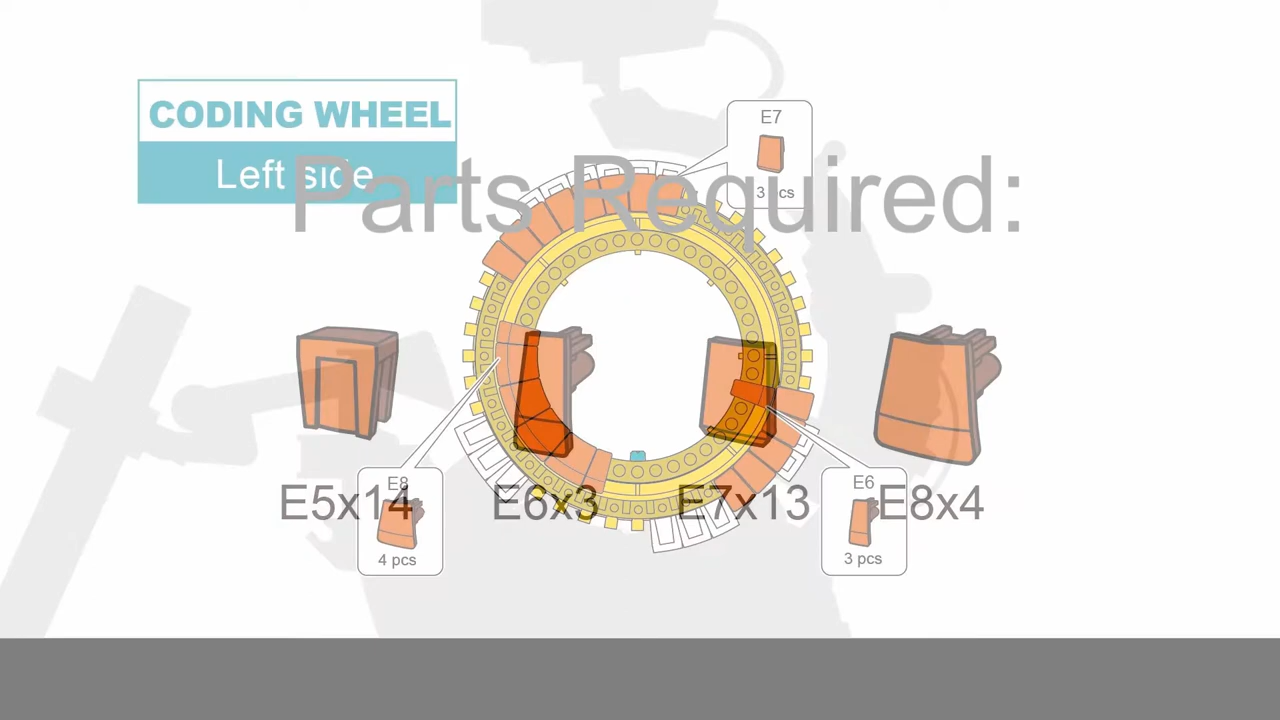 CODING WHEEL
Left side
Parts Required:
E7
3 pcs
E5x14
E6x3
E7x13
E8x4
E8
4 pcs
E6
3 pcs